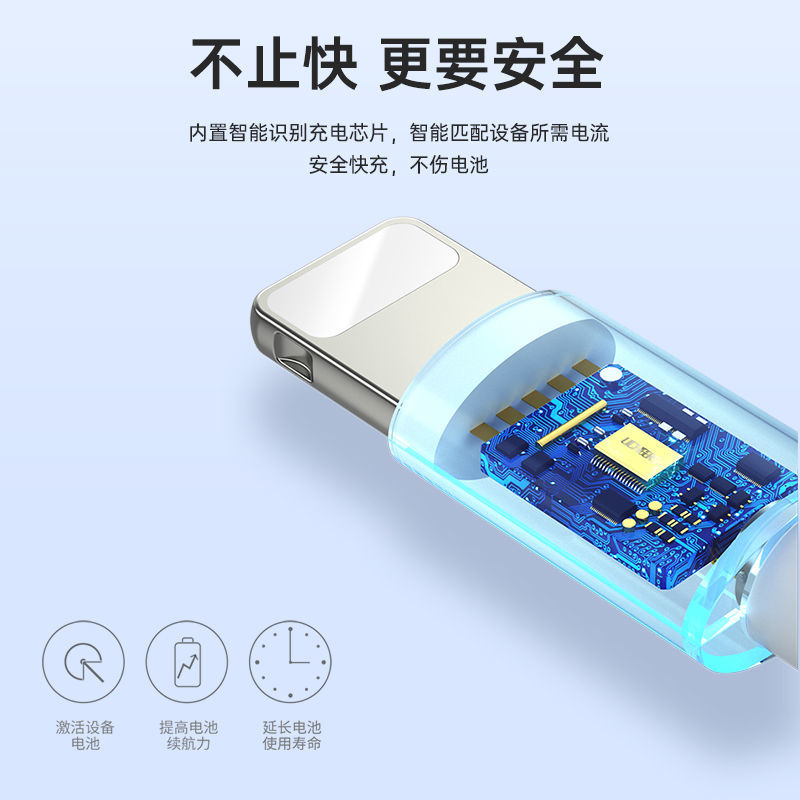 不止快 更要安全
内置智能识别充电芯片，智能匹配设备所需电流
安全快充，不伤电池
激活设备
电池
提高电池
续航力
延长电池
使用寿命